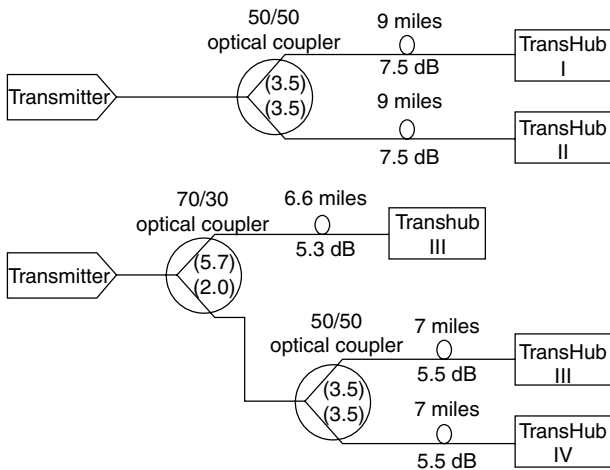 50/50
optical coupler
9 miles
TransHub
I
Transmitter
(3.5)
(3.5)
7.5 dB
9 miles
TransHub
II
7.5 dB
70/30
optical coupler
6.6 miles
Transhub
III
Transmitter
(5.7)
(2.0)
5.3 dB
50/50
optical coupler
7 miles
TransHub
III
(3.5)
(3.5)
5.5 dB
7 miles
TransHub
IV
5.5 dB